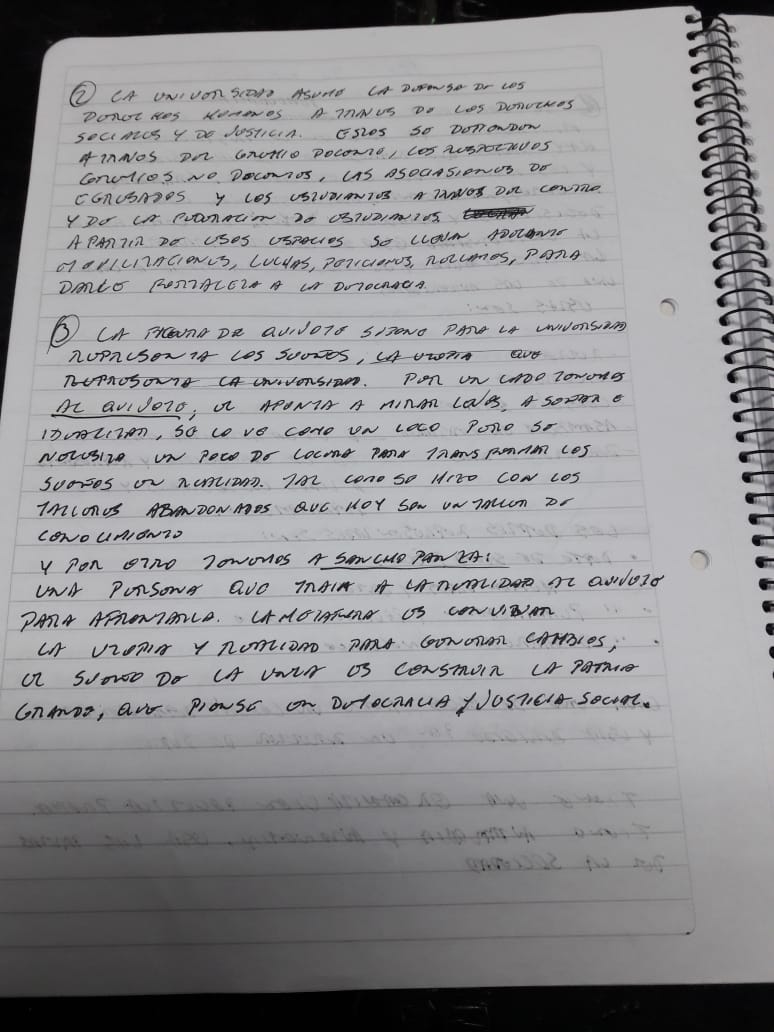 ② LA UNIVERSIDAD ASUME LA DEFENSA DE LOS
DERECHOS HUMANOS A TRAVES DE LOS DERECHOS
SOCIALES Y DE JUSTICIA. ESTOS SE DEFIENDEN
A TRAVES DEL GREMIO DOCENTE, LOS RESPECTIVOS
GREMIOS NO DOCENTES, LAS ASOCIASIONES DE
EGRESADOS Y LOS ESTUDIANTES A TRAVES DEL CENTRO
Y DE LA FEDERACION DE ESTUDIANTES
A PARTIR DE ESOS ESPACIOS SE LLEVAN ADELANTE
MOVILIZACIONES, LUCHAS, PETICIONES, RECLAMOS, PARA
DARLE FORTALEZA A LA DEMOCRACIA.
③ LA FIGURA DE QUIJOTE SITENO PARA LA UNIVERSIDAD
REPRESENTA LOS SUEÑOS, LA UTOPIA QUE
REPRESENTA LA UNIVERSIDAD. POR UN LADO TENEMOS
AL QUIJOTE, EL APUNTA A MIRAR LEJOS, A SOÑAR E
IDEALIZAR, SE LO VE COMO UN LOCO PERO SE
NECESITA UN POCO DE LOCURA PARA TRANSFORMAR LOS
SUEÑOS EN REALIDAD. TAL COMO SE HIZO CON LOS
TALLERES ABANDONADOS QUE HOY SON UN TALLER DE
CONOCIMIENTO
Y POR OTRO TENEMOS A SANCHO PANZA:
UNA PERSONA QUE TRAIA A LA REALIDAD AL QUIJOTE
PARA AFRONTARLA. LA METAFORA ES CONVIDAR
LA UTOPIA Y REALIDAD PARA GENERAR CAMBIOS,
EL SUEÑO DE LA UNLA ES CONSTRUIR LA PATRIA
GRANDE, QUE PIENSE EN DEMOCRACIA Y JUSTICIA SOCIAL.